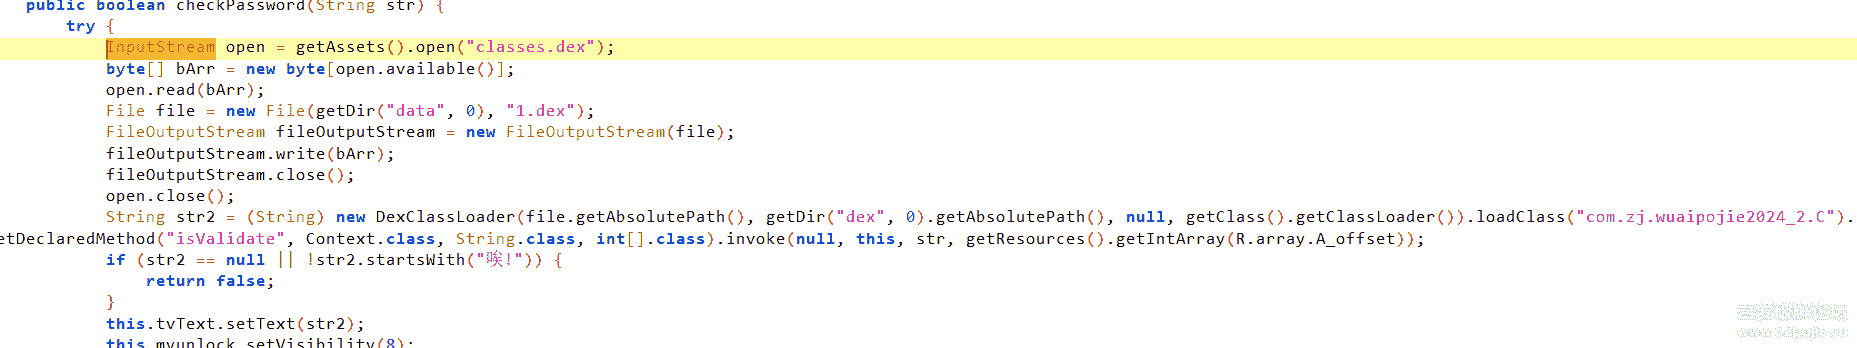 public boolean checkPassword(String str) {
try {
InputStream open = getAssets().open("classes.dex");
byte[] bArr = new byte[open.available()];
open.read(bArr);
File file = new File(getDir("data", 0), "1.dex");
FileOutputStream fileOutputStream = new FileOutputStream(file);
fileOutputStream.write(bArr);
fileOutputStream.close();
open.close();
String str2 = (String) new DexClassLoader(file.getAbsolutePath(), getDir("dex", 0).getAbsolutePath(), null, getClass().getClassLoader()).loadClass("com.zj.wuaipojie2024_2.C").
etDeclaredMethod("isValidate", Context.class, String.class, int[].class).invoke(null, this, str, getResources().getIntArray(R.array.A_offset));
if (str2 == null || !str2.startsWith("唉!")) {
return false;
}
this.tvText.setText(str2);
this.myunlock.setVisibility(8);